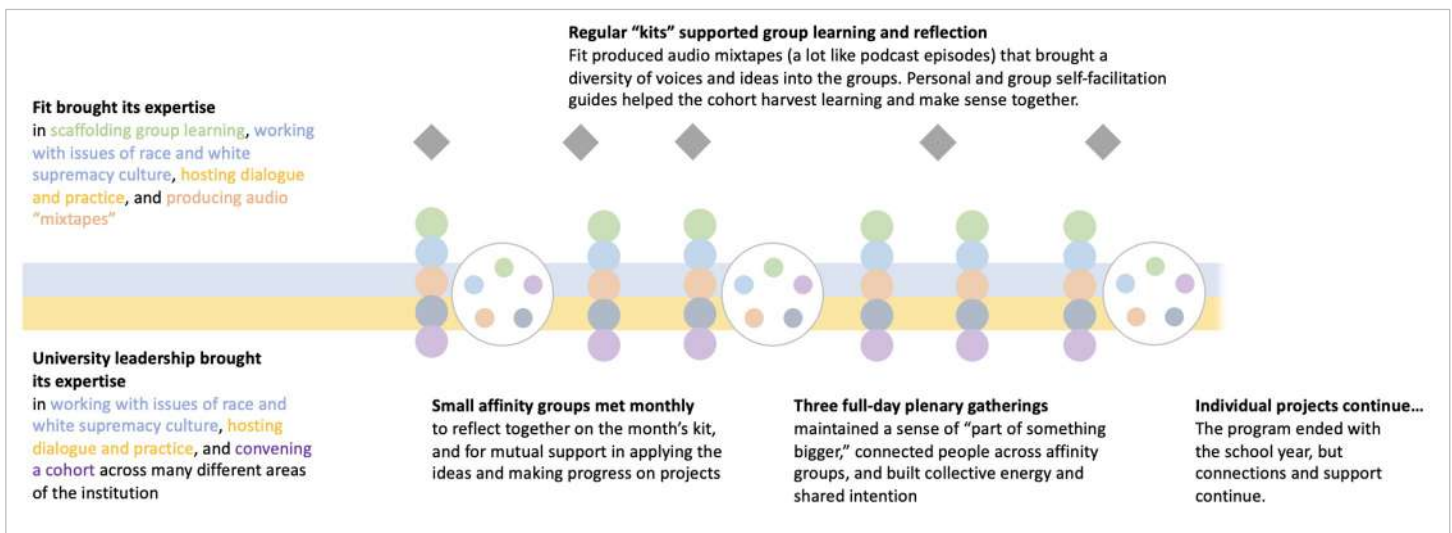 Regular “kits” supported group learning and reflection
Fit produced audio mixtapes (a lot like podcast episodes) that brought a
diversity of voices and ideas into the groups. Personal and group self-facilitation
guides helped the cohort harvest learning and make sense together.
Fit brought its expertise
in scaffolding group learning, working
with issues of race and white
supremacy culture, hosting dialogue
and practice, and producing audio
“mixtapes”
University leadership brought
its expertise
in working with issues of race and
white supremacy culture, hosting
dialogue and practice, and convening
a cohort across many different areas
of the institution
Small affinity groups met monthly
to reflect together on the month’s kit,
and for mutual support in applying the
ideas and making progress on projects
Three full-day plenary gatherings
maintained a sense of “part of something
bigger,” connected people across affinity
groups, and built collective energy and
shared intention
Individual projects continue…
The program ended with
the school year, but
connections and support
continue.